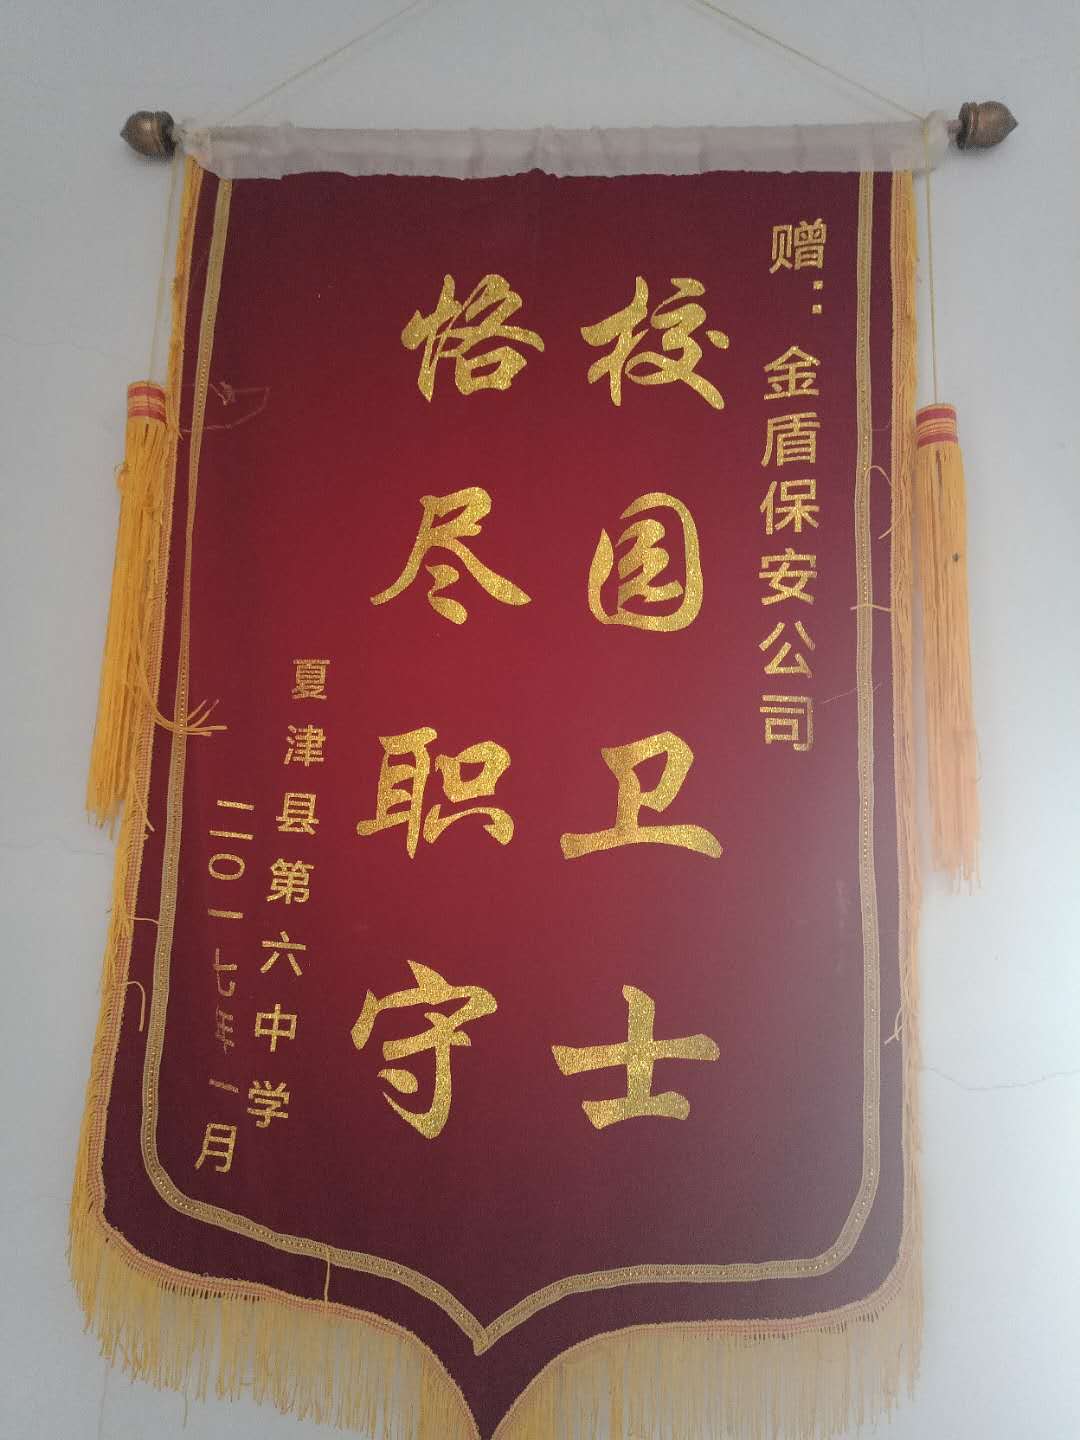 赠：金盾保安公司
校园卫士
恪尽职守
夏津县第六中学
二〇一七年一月